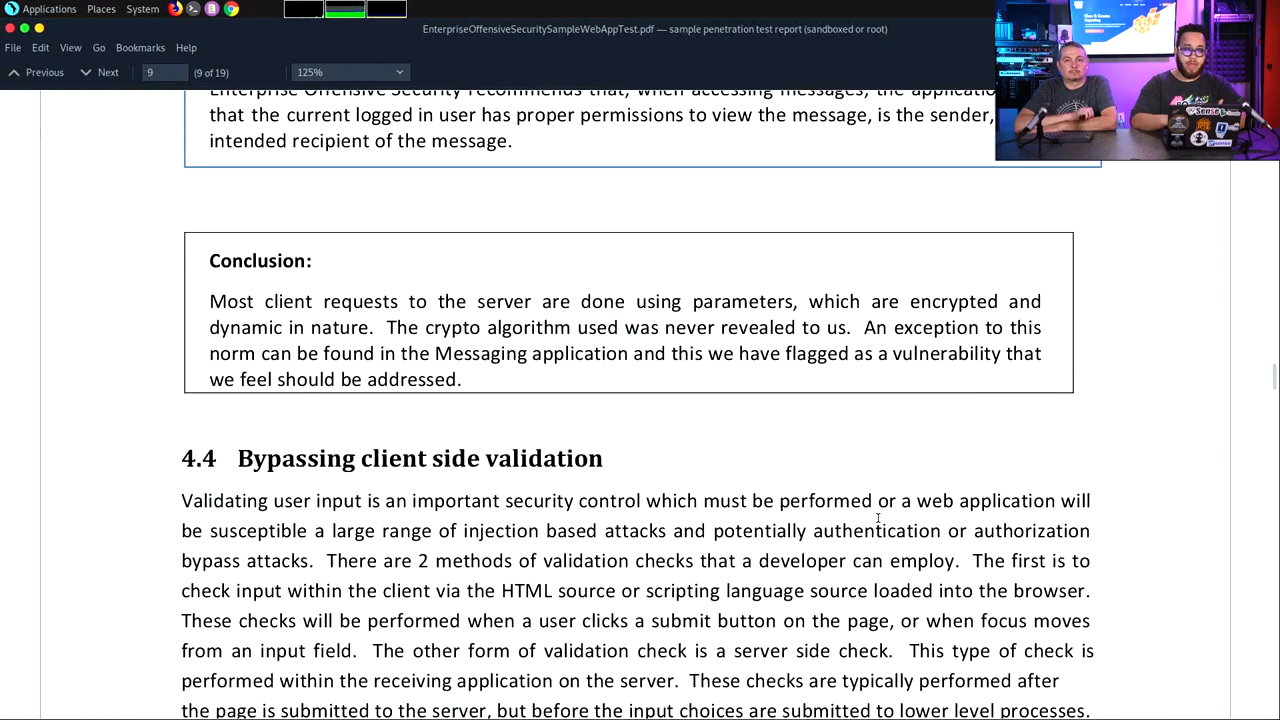 Applications Places System
EnterpriseOffensiveSecuritySampleWebAppTest.pdf — sample penetration test report (sandboxed or root)
File Edit View Go Bookmarks Help
Previous Next 9 (9 of 19) 125%
Enterprise Offensive Security recommends that, when accessing messages, the applicatio
that the current logged in user has proper permissions to view the message, is the sender,
intended recipient of the message.
Conclusion:
Most client requests to the server are done using parameters, which are encrypted and
dynamic in nature. The crypto algorithm used was never revealed to us. An exception to this
norm can be found in the Messaging application and this we have flagged as a vulnerability that
we feel should be addressed.
4.4 Bypassing client side validation
Validating user input is an important security control which must be performed or a web application will
be susceptible a large range of injection based attacks and potentially authentication or authorization
bypass attacks. There are 2 methods of validation checks that a developer can employ. The first is to
check input within the client via the HTML source or scripting language source loaded into the browser.
These checks will be performed when a user clicks a submit button on the page, or when focus moves
from an input field. The other form of validation check is a server side check. This type of check is
performed within the receiving application on the server. These checks are typically performed after
the page is submitted to the server, but before the input choices are submitted to lower level processes.